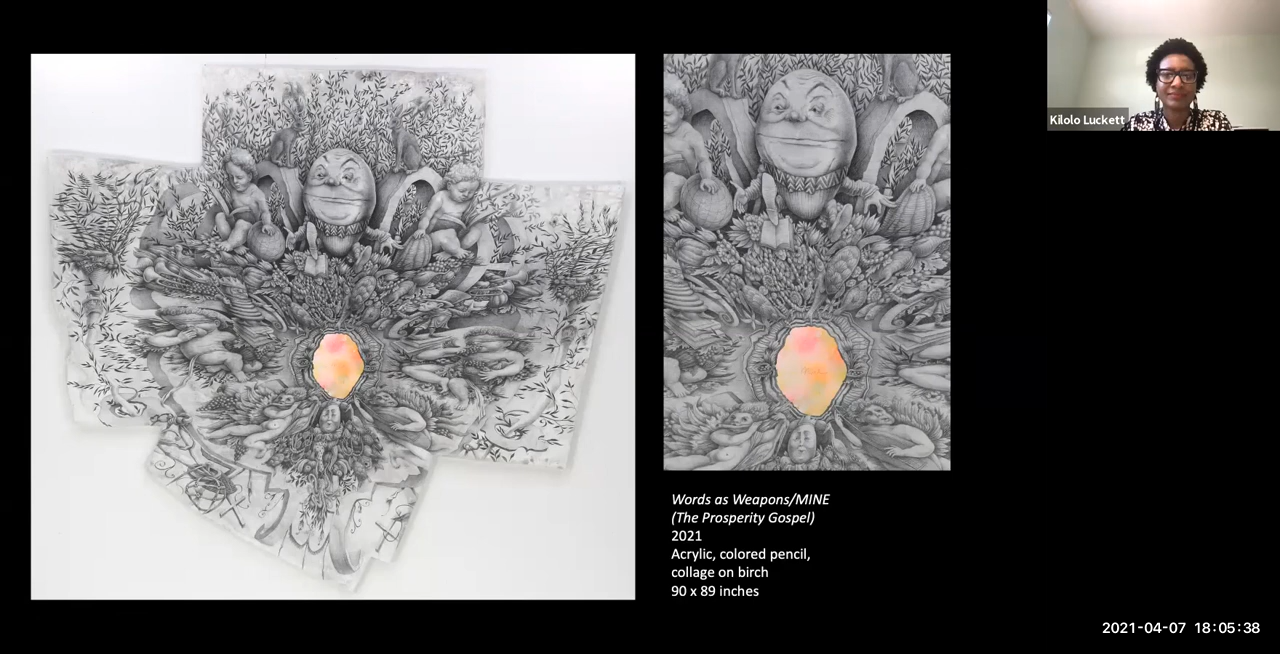 Kilolo Luckett
Words as Weapons/MINE
(The Prosperity Gospel)
2021
Acrylic, colored pencil,
collage on birch
90 x 89 inches
2021-04-07 18:05:38